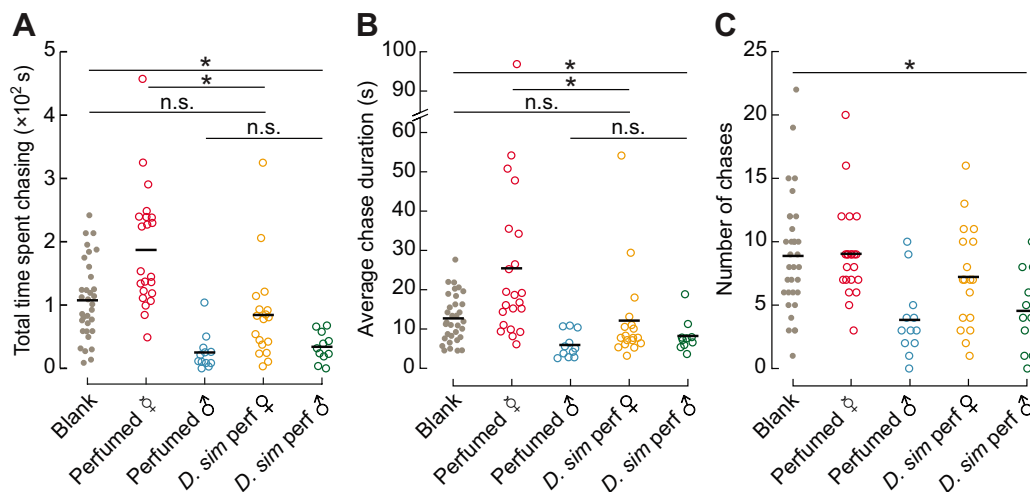 A
Total time spent chasing (×10² s)
5
4
3
2
1
0
*
*
n.s.
n.s.
Blank
Perfumed ♀
Perfumed ♂
D. sim perf ♀
D. sim perf ♂
B
Average chase duration (s)
100
90
60
50
40
30
20
10
0
*
*
n.s.
n.s.
Blank
Perfumed ♀
Perfumed ♂
D. sim perf ♀
D. sim perf ♂
C
Number of chases
25
20
15
10
5
0
*
Blank
Perfumed ♀
Perfumed ♂
D. sim perf ♀
D. sim perf ♂